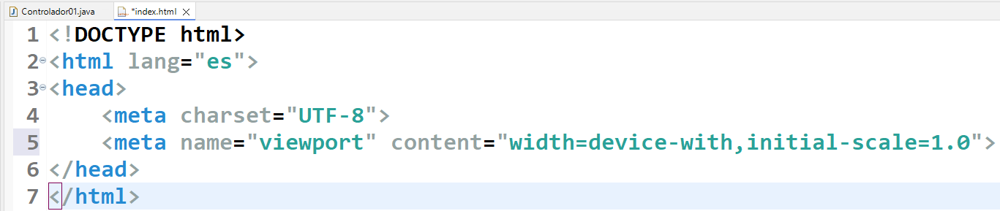 Controlador01.java *index.html
1 <!DOCTYPE html>
2 <html lang="es">
3 <head>
4     <meta charset="UTF-8">
5     <meta name="viewport" content="width=device-with,initial-scale=1.0">
6 </head>
7 </html>